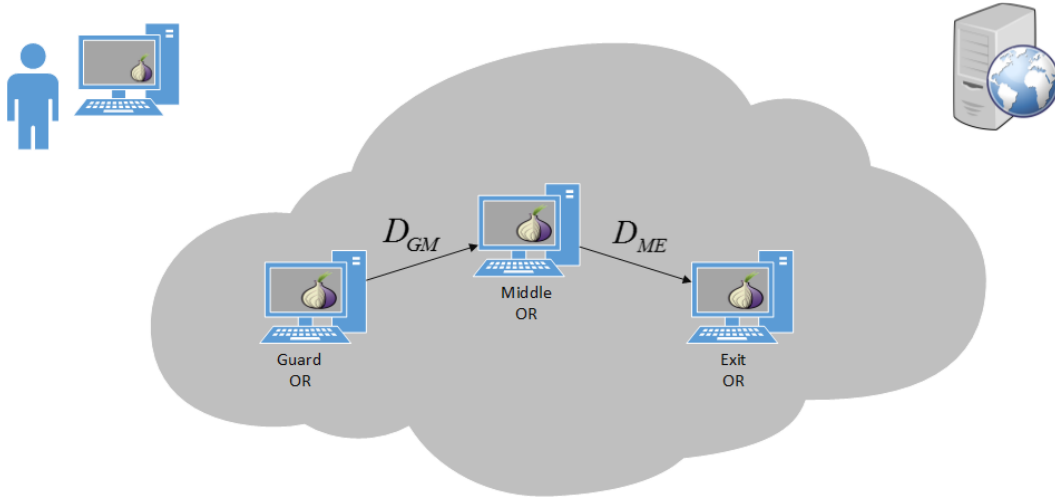 D_GM
D_ME
Middle
OR
Guard
OR
Exit
OR